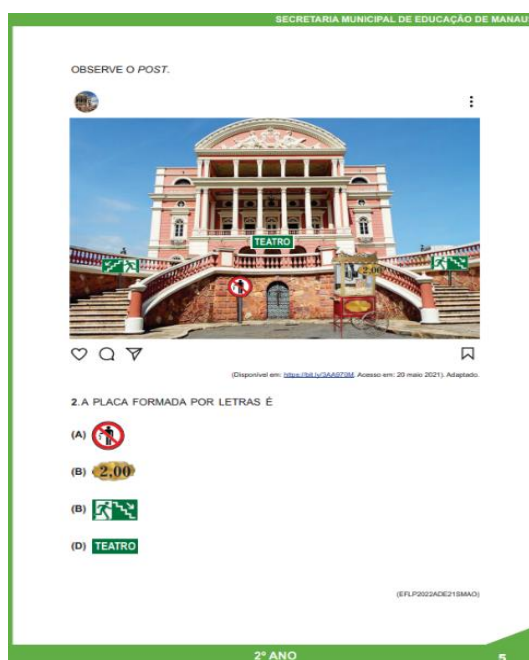 SECRETARIA MUNICIPAL DE EDUCAÇÃO DE MANAU
OBSERVE O POST.
TEATRO
2,00
(Disponível em: https://bit.ly/3AA970M. Acesso em: 20 maio 2021). Adaptado.
2.A PLACA FORMADA POR LETRAS É
(A)
(B) 2,00
(B)
(D) TEATRO
(EFLP2022ADE21SMAO)
2º ANO
5